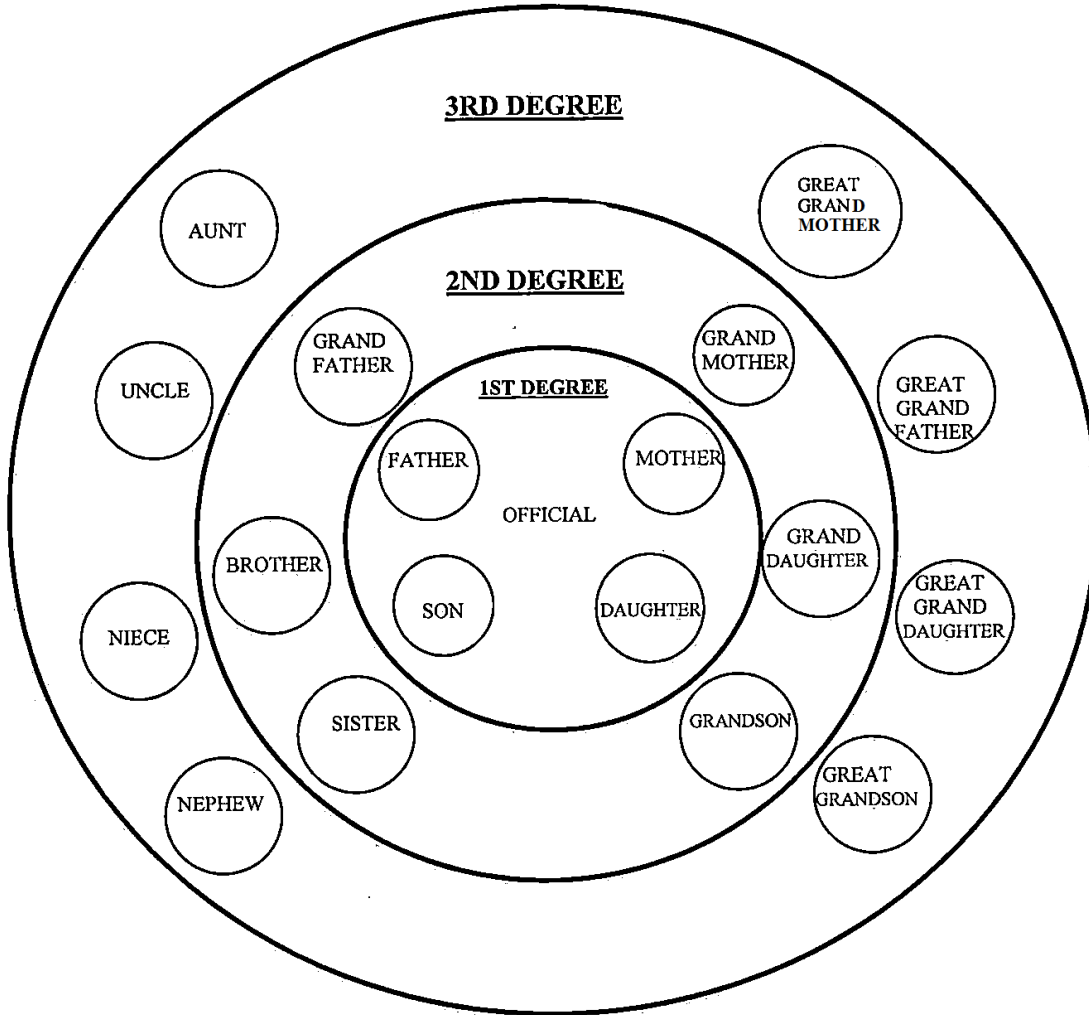 3RD DEGREE
AUNT
GREAT
GRAND
MOTHER
2ND DEGREE
GRAND
FATHER
GRAND
MOTHER
UNCLE
GREAT
GRAND
FATHER
1ST DEGREE
FATHER
MOTHER
OFFICIAL
BROTHER
GRAND
DAUGHTER
SON
DAUGHTER
GREAT
GRAND
DAUGHTER
NIECE
SISTER
GRANDSON
NEPHEW
GREAT
GRANDSON